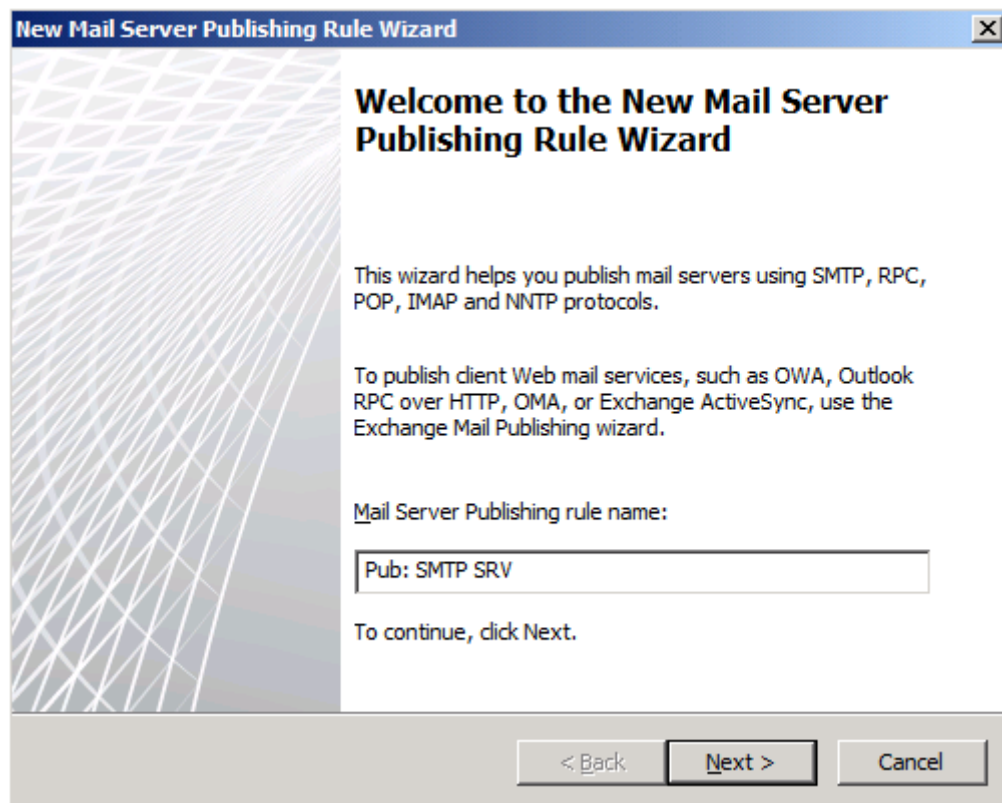 New Mail Server Publishing Rule Wizard
Welcome to the New Mail Server
Publishing Rule Wizard
This wizard helps you publish mail servers using SMTP, RPC,
POP, IMAP and NNTP protocols.
To publish client Web mail services, such as OWA, Outlook
RPC over HTTP, OMA, or Exchange ActiveSync, use the
Exchange Mail Publishing wizard.
Mail Server Publishing rule name:
Pub: SMTP SRV
To continue, click Next.
< Back
Next >
Cancel